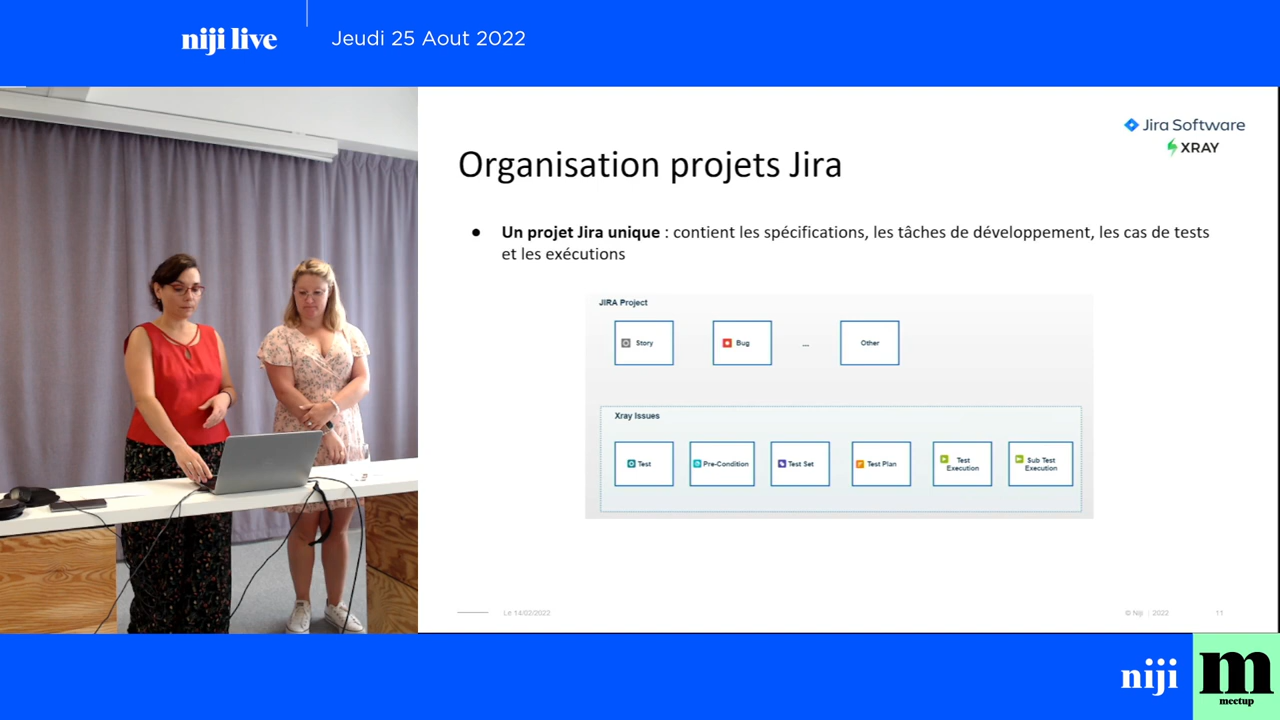 niji live
Jeudi 25 Aout 2022
Jira Software
XRAY
Organisation projets Jira
● Un projet Jira unique : contient les spécifications, les tâches de développement, les cas de tests
et les exécutions
JIRA Project
Story
Bug
...
Other
Xray Issues
Test
Pre-Condition
Test Set
Test Plan
Test
Execution
Sub Test
Execution
Le 14/02/2022
© Niji | 2022
11
niji
m
meetup